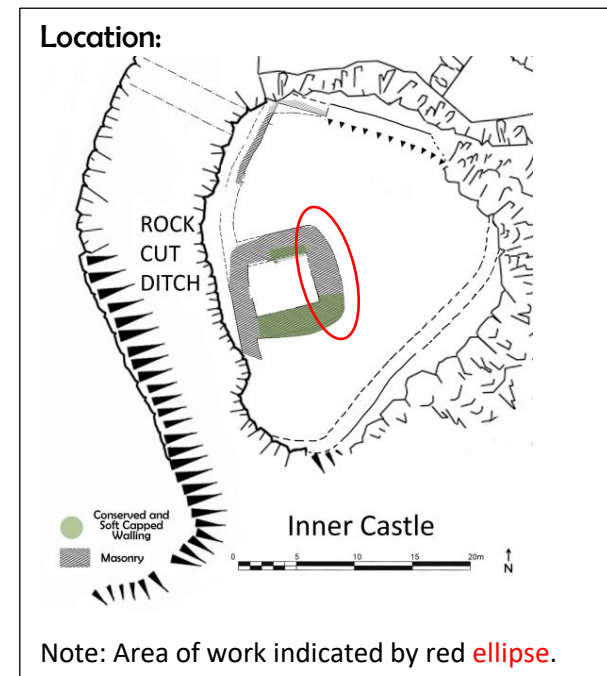 Location:
ROCK
CUT
DITCH
Conserved and
Soft Capped
Walling
Masonry
Inner Castle
0 5 10 15 20m
N
Note: Area of work indicated by red ellipse.